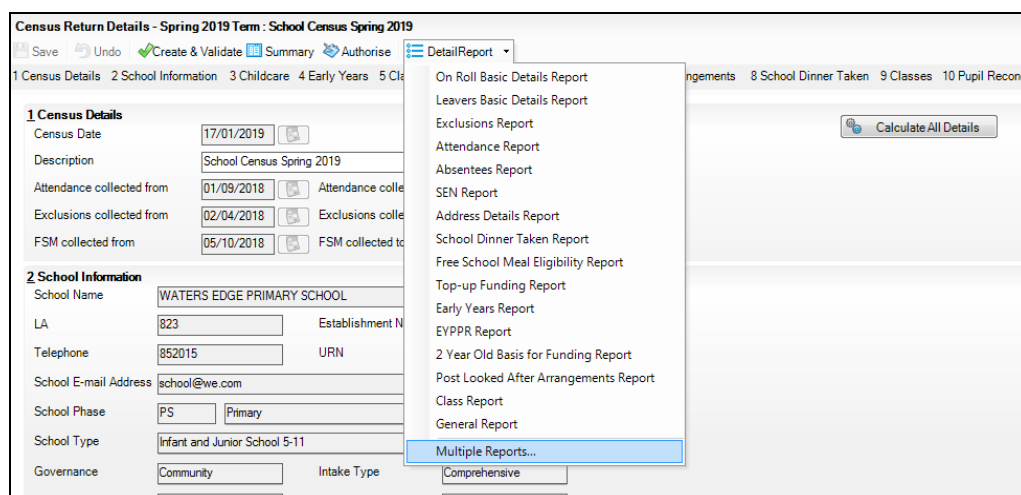 Census Return Details - Spring 2019 Term : School Census Spring 2019
Save Undo Create & Validate Summary Authorise DetailReport
1 Census Details 2 School Information 3 Childcare 4 Early Years 5 Cla ngements 8 School Dinner Taken 9 Classes 10 Pupil Recon
On Roll Basic Details Report
Leavers Basic Details Report
Exclusions Report
Attendance Report
Absentees Report
SEN Report
Address Details Report
School Dinner Taken Report
Free School Meal Eligibility Report
Top-up Funding Report
Early Years Report
EYPPR Report
2 Year Old Basis for Funding Report
Post Looked After Arrangements Report
Class Report
General Report
Multiple Reports...
1 Census Details
Census Date 17/01/2019
Calculate All Details
Description School Census Spring 2019
Attendance collected from 01/09/2018 Attendance colle
Exclusions collected from 02/04/2018 Exclusions colle
FSM collected from 05/10/2018 FSM collected to
2 School Information
School Name WATERS EDGE PRIMARY SCHOOL
LA 823 Establishment N
Telephone 852015 URN
School E-mail Address school@we.com
School Phase PS Primary
School Type Infant and Junior School 5-11
Governance Community Intake Type Comprehensive